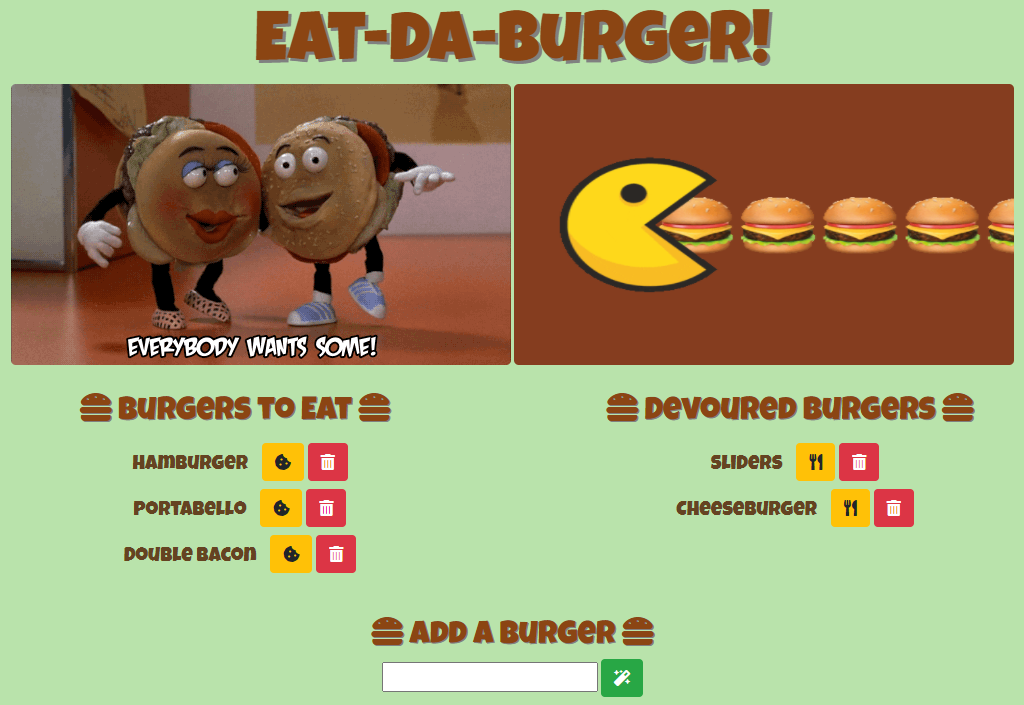 Eat-Da-Burger!
EVERYBODY WANTS SOME!
Burgers to Eat
Hamburger
Portabello
Double Bacon
Devoured Burgers
Sliders
Cheeseburger
Add a Burger